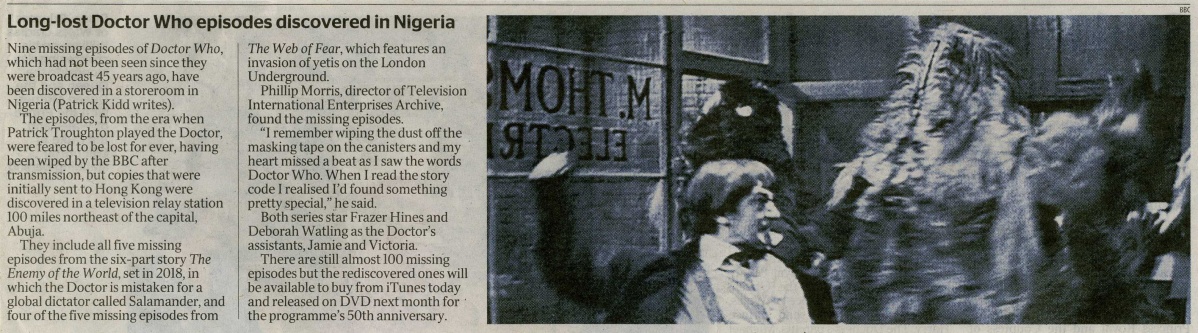 BBC
Long-lost Doctor Who episodes discovered in Nigeria
Nine missing episodes of Doctor Who,
which had not been seen since they
were broadcast 45 years ago, have
been discovered in a storeroom in
Nigeria (Patrick Kidd writes).
The episodes, from the era when
Patrick Troughton played the Doctor,
were feared to be lost for ever, having
been wiped by the BBC after
transmission, but copies that were
initially sent to Hong Kong were
discovered in a television relay station
100 miles northeast of the capital,
Abuja.
They include all five missing
episodes from the six-part story The
Enemy of the World, set in 2018, in
which the Doctor is mistaken for a
global dictator called Salamander, and
four of the five missing episodes from
The Web of Fear, which features an
invasion of yetis on the London
Underground.
Phillip Morris, director of Television
International Enterprises Archive,
found the missing episodes.
“I remember wiping the dust off the
masking tape on the canisters and my
heart missed a beat as I saw the words
Doctor Who. When I read the story
code I realised I’d found something
pretty special,” he said.
Both series star Frazer Hines and
Deborah Watling as the Doctor’s
assistants, Jamie and Victoria.
There are still almost 100 missing
episodes but the rediscovered ones will
be available to buy from iTunes today
and released on DVD next month for
the programme’s 50th anniversary.
M. THOM
ELECTR